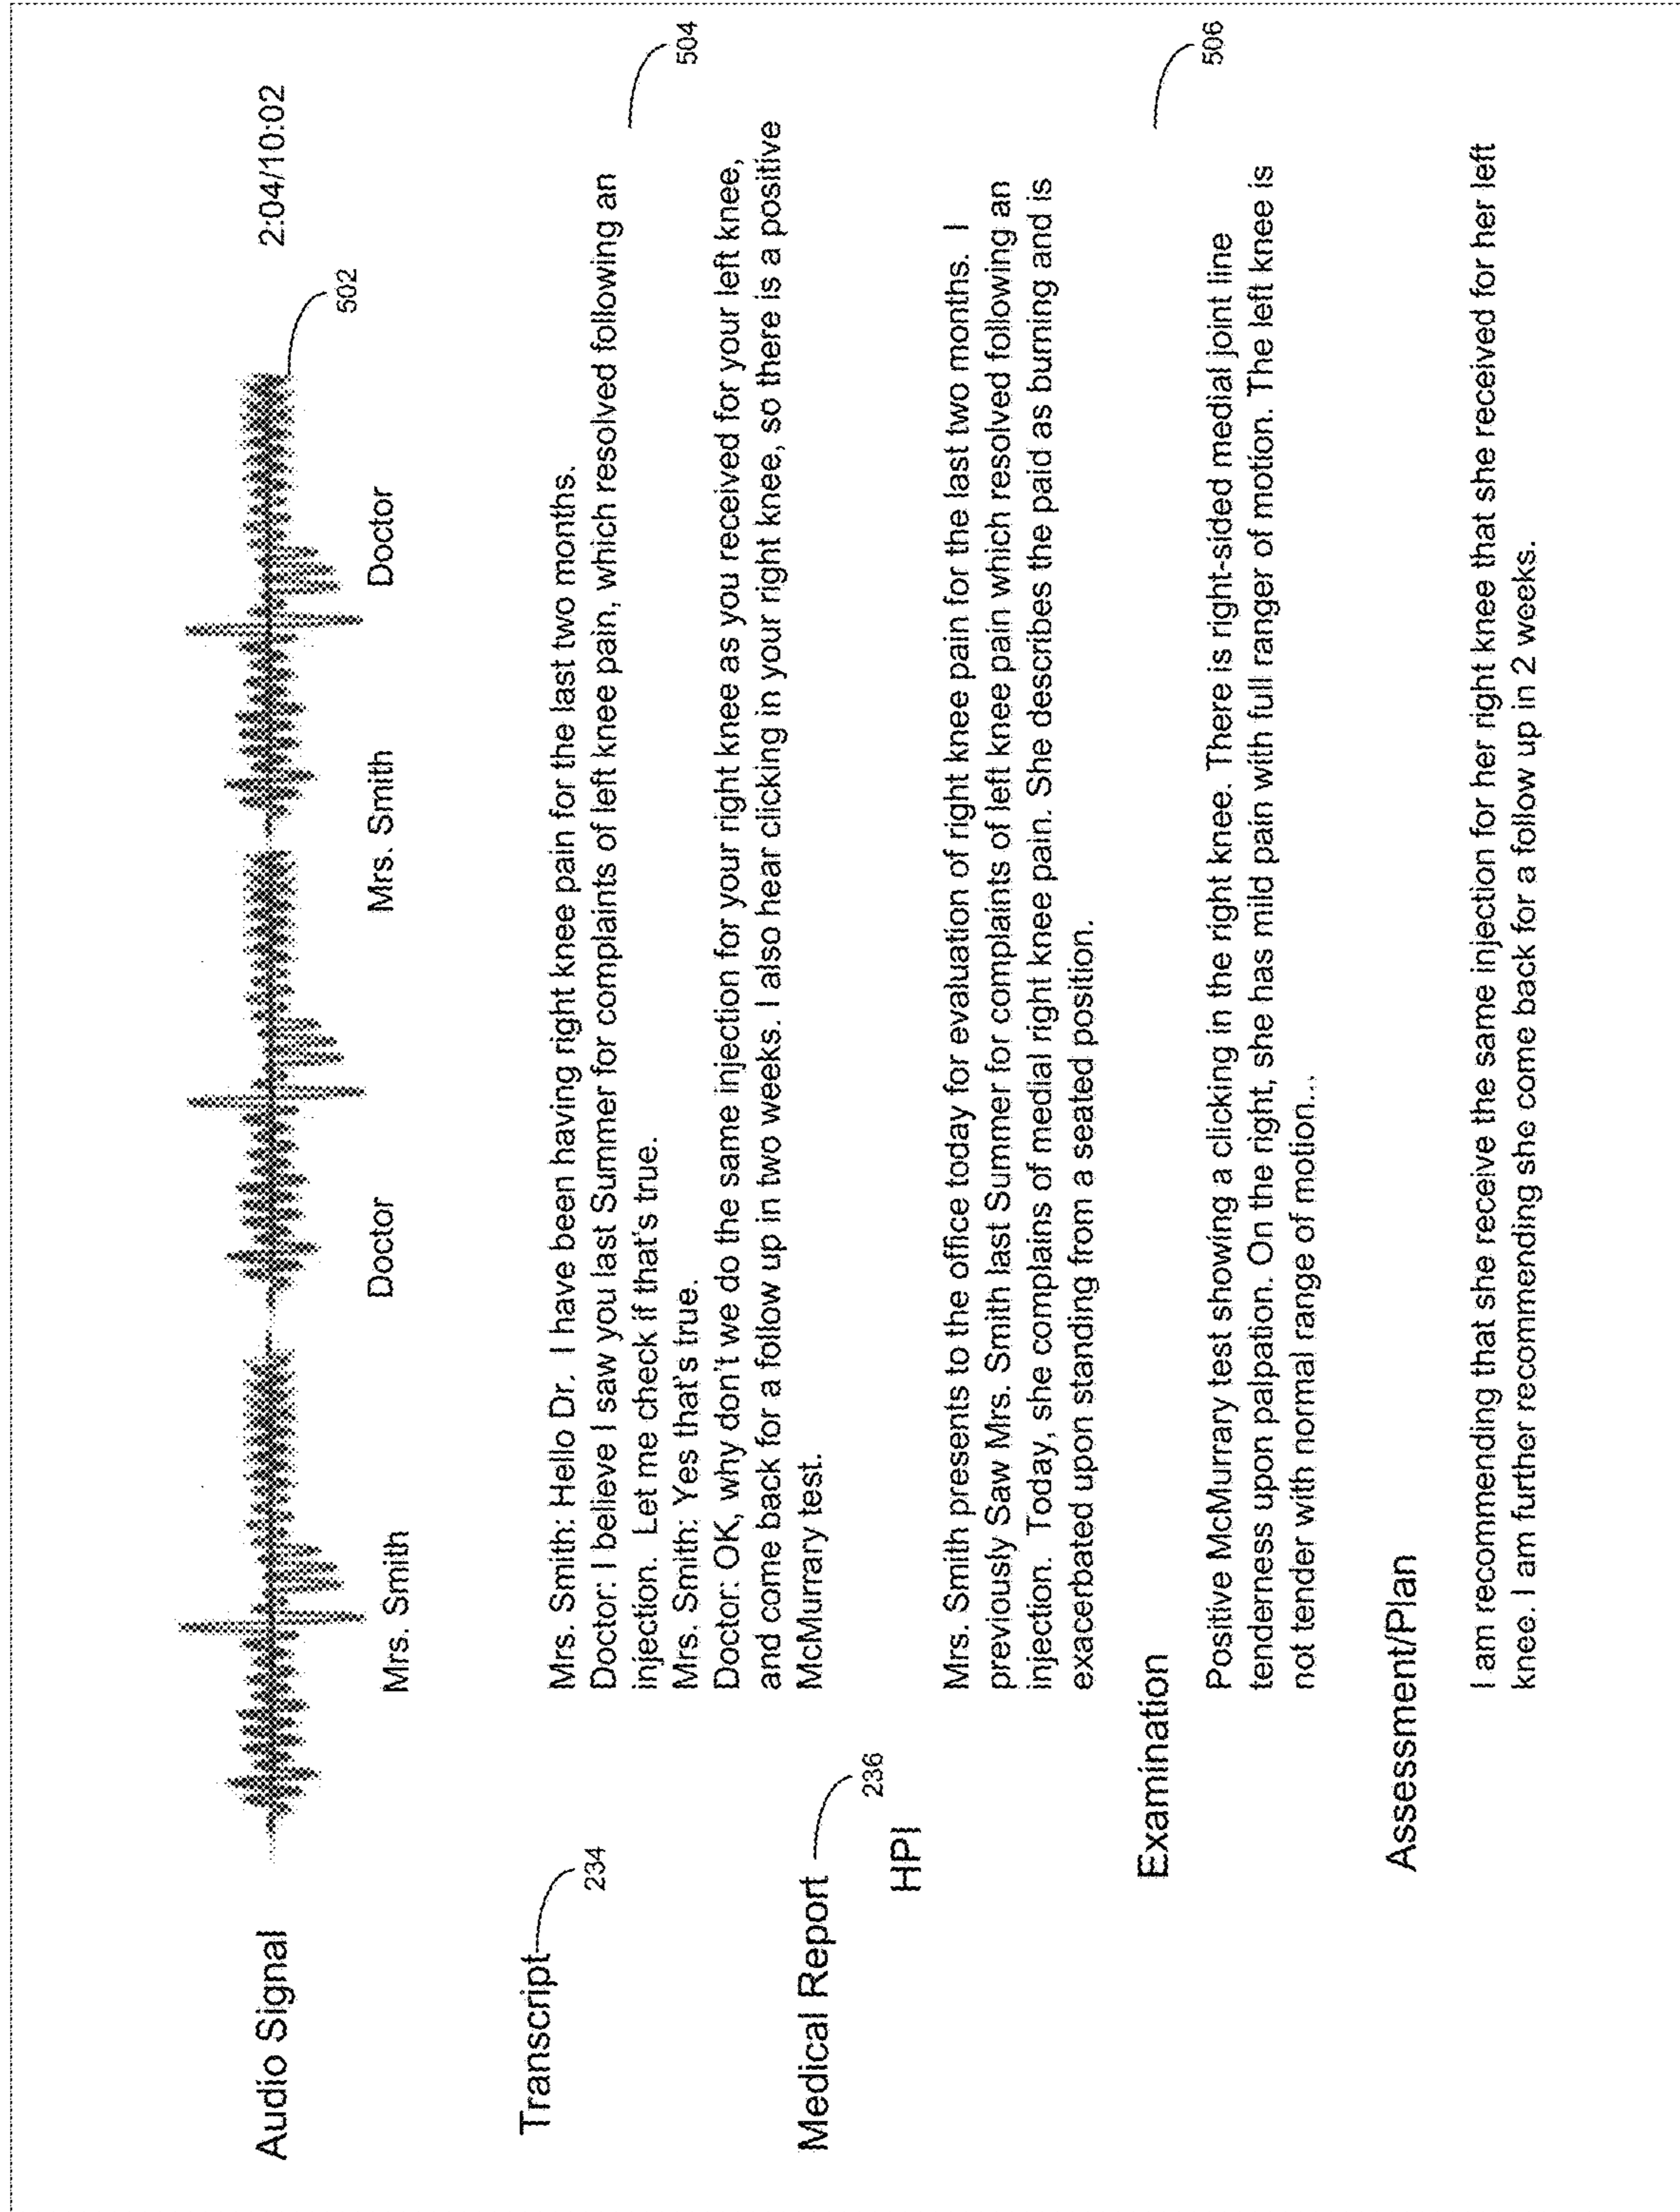 Audio Signal
2:04/10:02
502
Mrs. Smith
Doctor
Mrs. Smith
Doctor
Transcript
234
504
Mrs. Smith: Hello Dr. I have been having right knee pain for the last two months.
Doctor: I believe I saw you last Summer for complaints of left knee pain, which resolved following an
injection. Let me check if that's true.
Mrs. Smith: Yes that's true.
Doctor: OK, why don't we do the same injection for your right knee as you received for your left knee,
and come back for a follow up in two weeks. I also hear clicking in your right knee, so there is a positive
McMurrary test.
Medical Report
236
HPI
Mrs. Smith presents to the office today for evaluation of right knee pain for the last two months. I
previously Saw Mrs. Smith last Summer for complaints of left knee pain which resolved following an
injection. Today, she complains of medial right knee pain. She describes the paid as burning and is
exacerbated upon standing from a seated position.
506
Examination
Positive McMurrary test showing a clicking in the right knee. There is right-sided medial joint line
tenderness upon palpation. On the right, she has mild pain with full ranger of motion. The left knee is
not tender with normal range of motion...
Assessment/Plan
I am recommending that she receive the same injection for her right knee that she received for her left
knee. I am further recommending she come back for a follow up in 2 weeks.